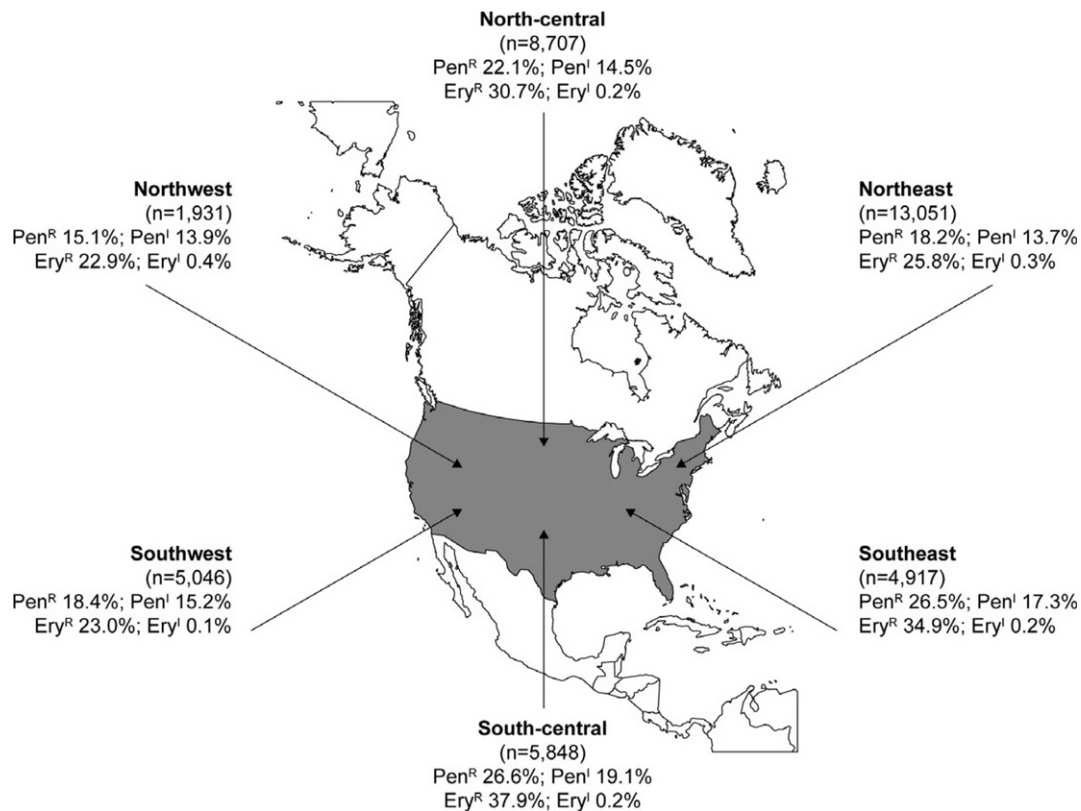 North-central
(n=8,707)
Penᴿ 22.1%; Penᴵ 14.5%
Eryᴿ 30.7%; Eryᴵ 0.2%
Northwest
(n=1,931)
Penᴿ 15.1%; Penᴵ 13.9%
Eryᴿ 22.9%; Eryᴵ 0.4%
Northeast
(n=13,051)
Penᴿ 18.2%; Penᴵ 13.7%
Eryᴿ 25.8%; Eryᴵ 0.3%
Southwest
(n=5,046)
Penᴿ 18.4%; Penᴵ 15.2%
Eryᴿ 23.0%; Eryᴵ 0.1%
Southeast
(n=4,917)
Penᴿ 26.5%; Penᴵ 17.3%
Eryᴿ 34.9%; Eryᴵ 0.2%
South-central
(n=5,848)
Penᴿ 26.6%; Penᴵ 19.1%
Eryᴿ 37.9%; Eryᴵ 0.2%